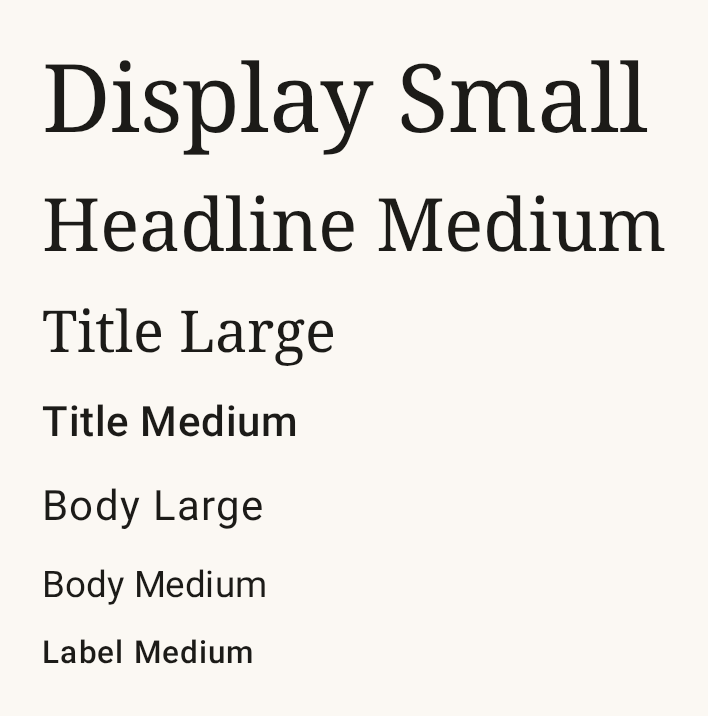 Display Small
Headline Medium
Title Large
Title Medium
Body Large
Body Medium
Label Medium